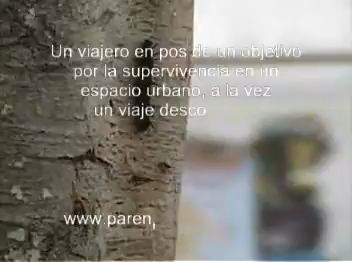 Un viajero en pos de un objetivo
por la supervivencia en un
espacio urbano, a la vez
un viaje desco
www.paren